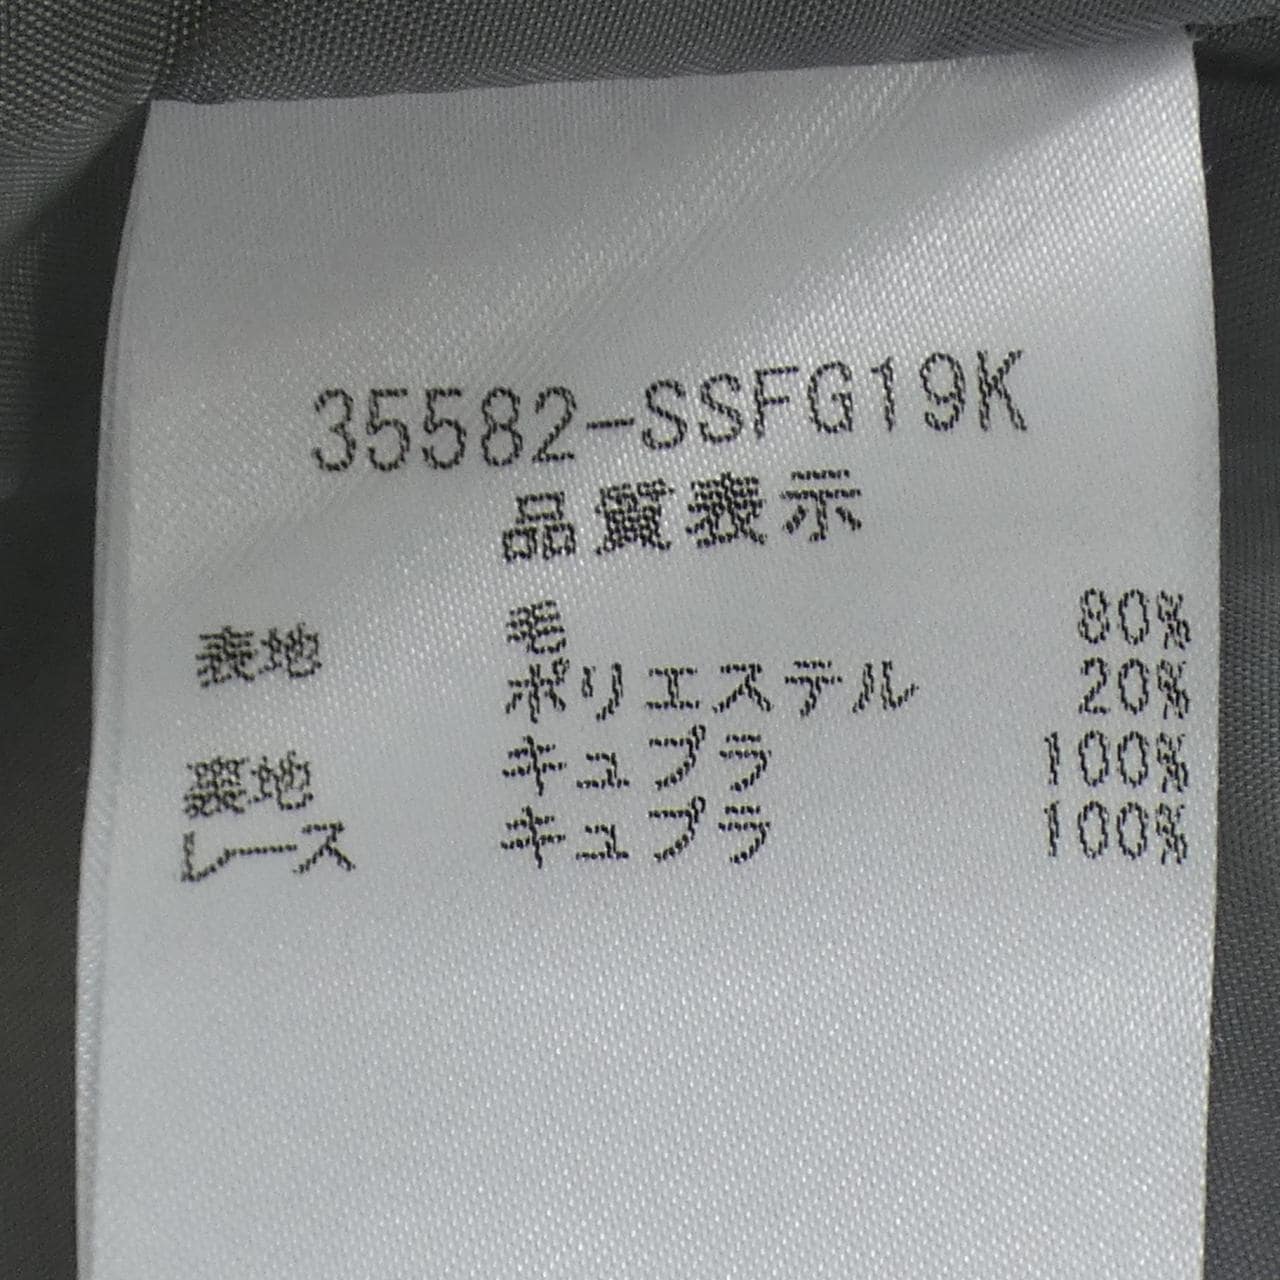 35582-SSFG19K
品質表示
表地 毛 80%
ポリエステル 20%
裏地 キュプラ 100%
レース キュプラ 100%